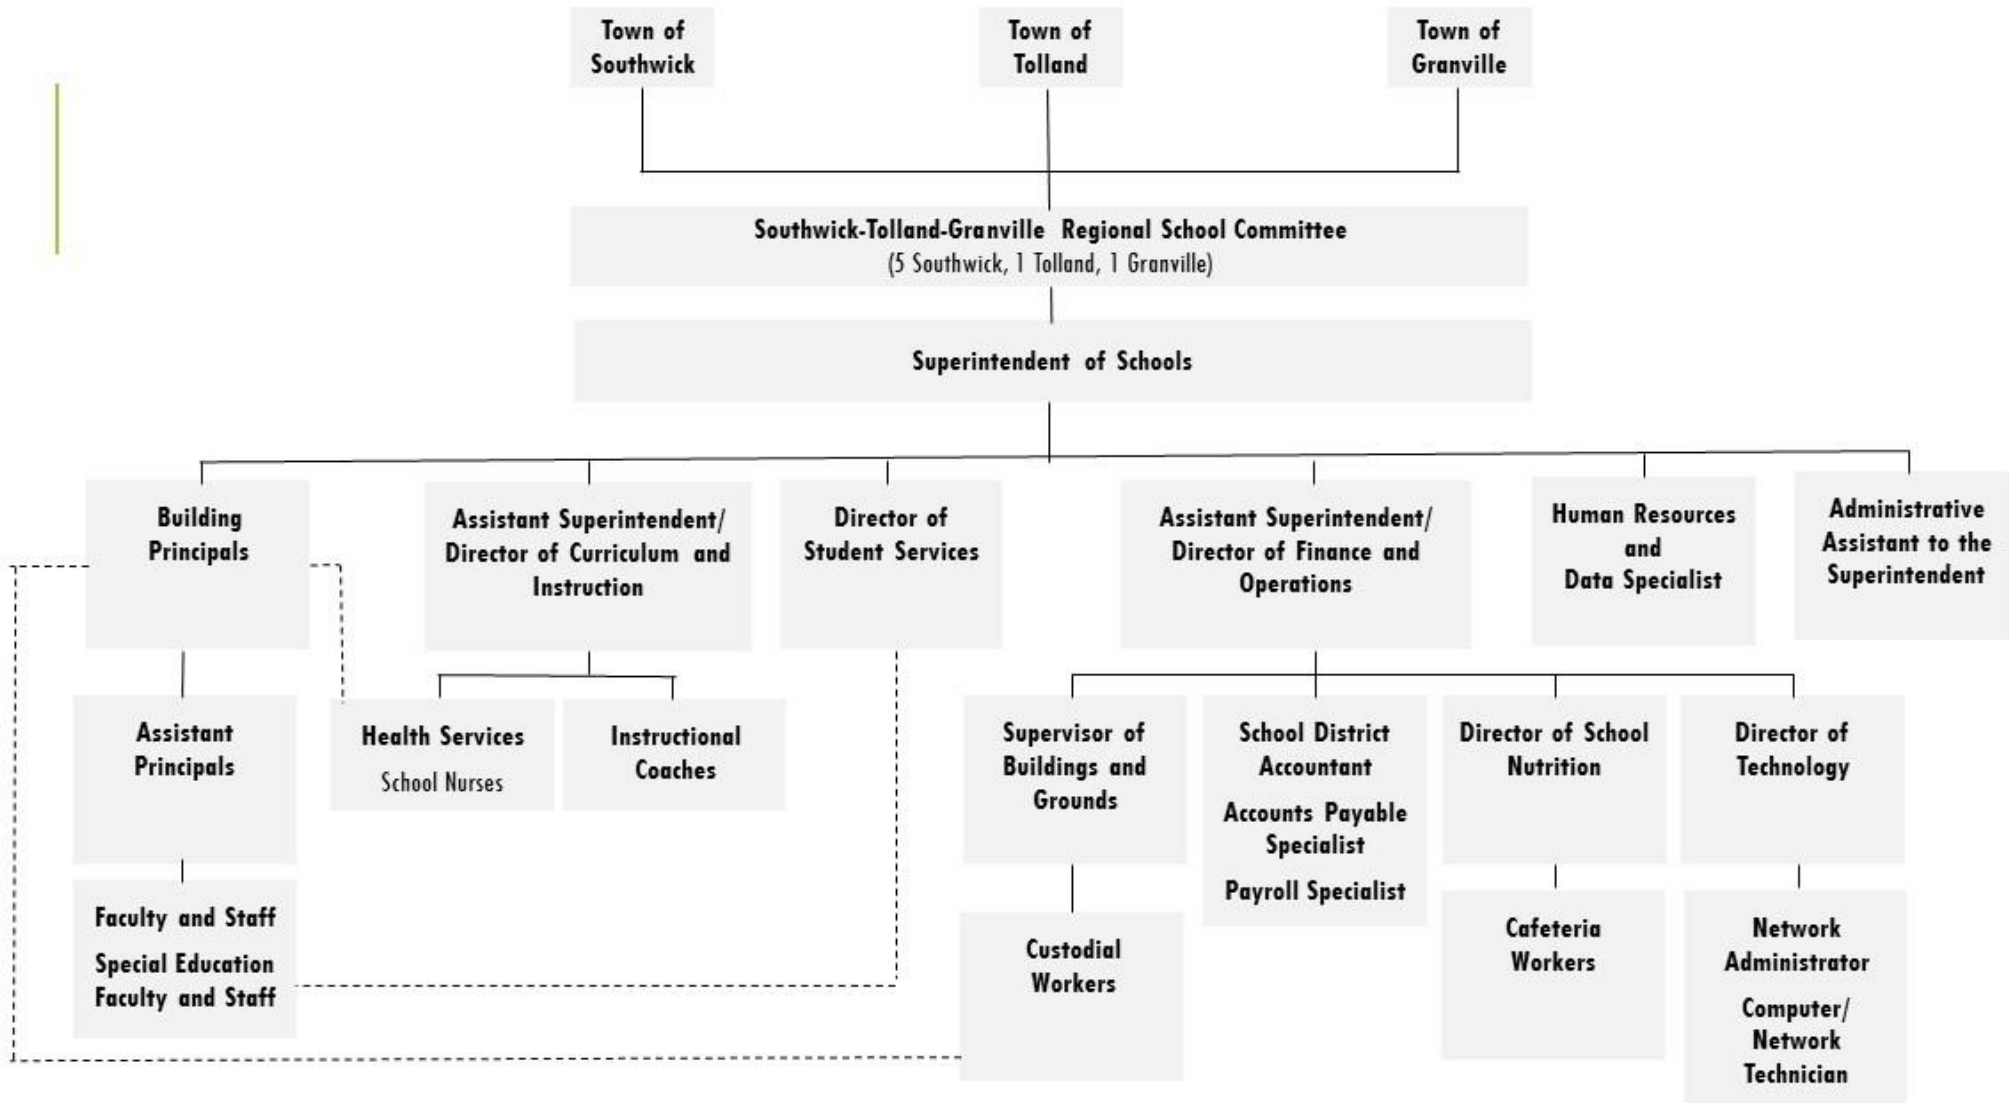 Town of
Southwick
Town of
Tolland
Town of
Granville
Southwick-Tolland-Granville Regional School Committee
(5 Southwick, 1 Tolland, 1 Granville)
Superintendent of Schools
Building
Principals
Assistant Superintendent/
Director of Curriculum and
Instruction
Director of
Student Services
Assistant Superintendent/
Director of Finance and
Operations
Human Resources
and
Data Specialist
Administrative
Assistant to the
Superintendent
Assistant
Principals
Health Services
School Nurses
Instructional
Coaches
Supervisor of
Buildings and
Grounds
School District
Accountant
Accounts Payable
Specialist
Payroll Specialist
Director of School
Nutrition
Director of
Technology
Faculty and Staff
Special Education
Faculty and Staff
Custodial
Workers
Cafeteria
Workers
Network
Administrator
Computer/
Network
Technician